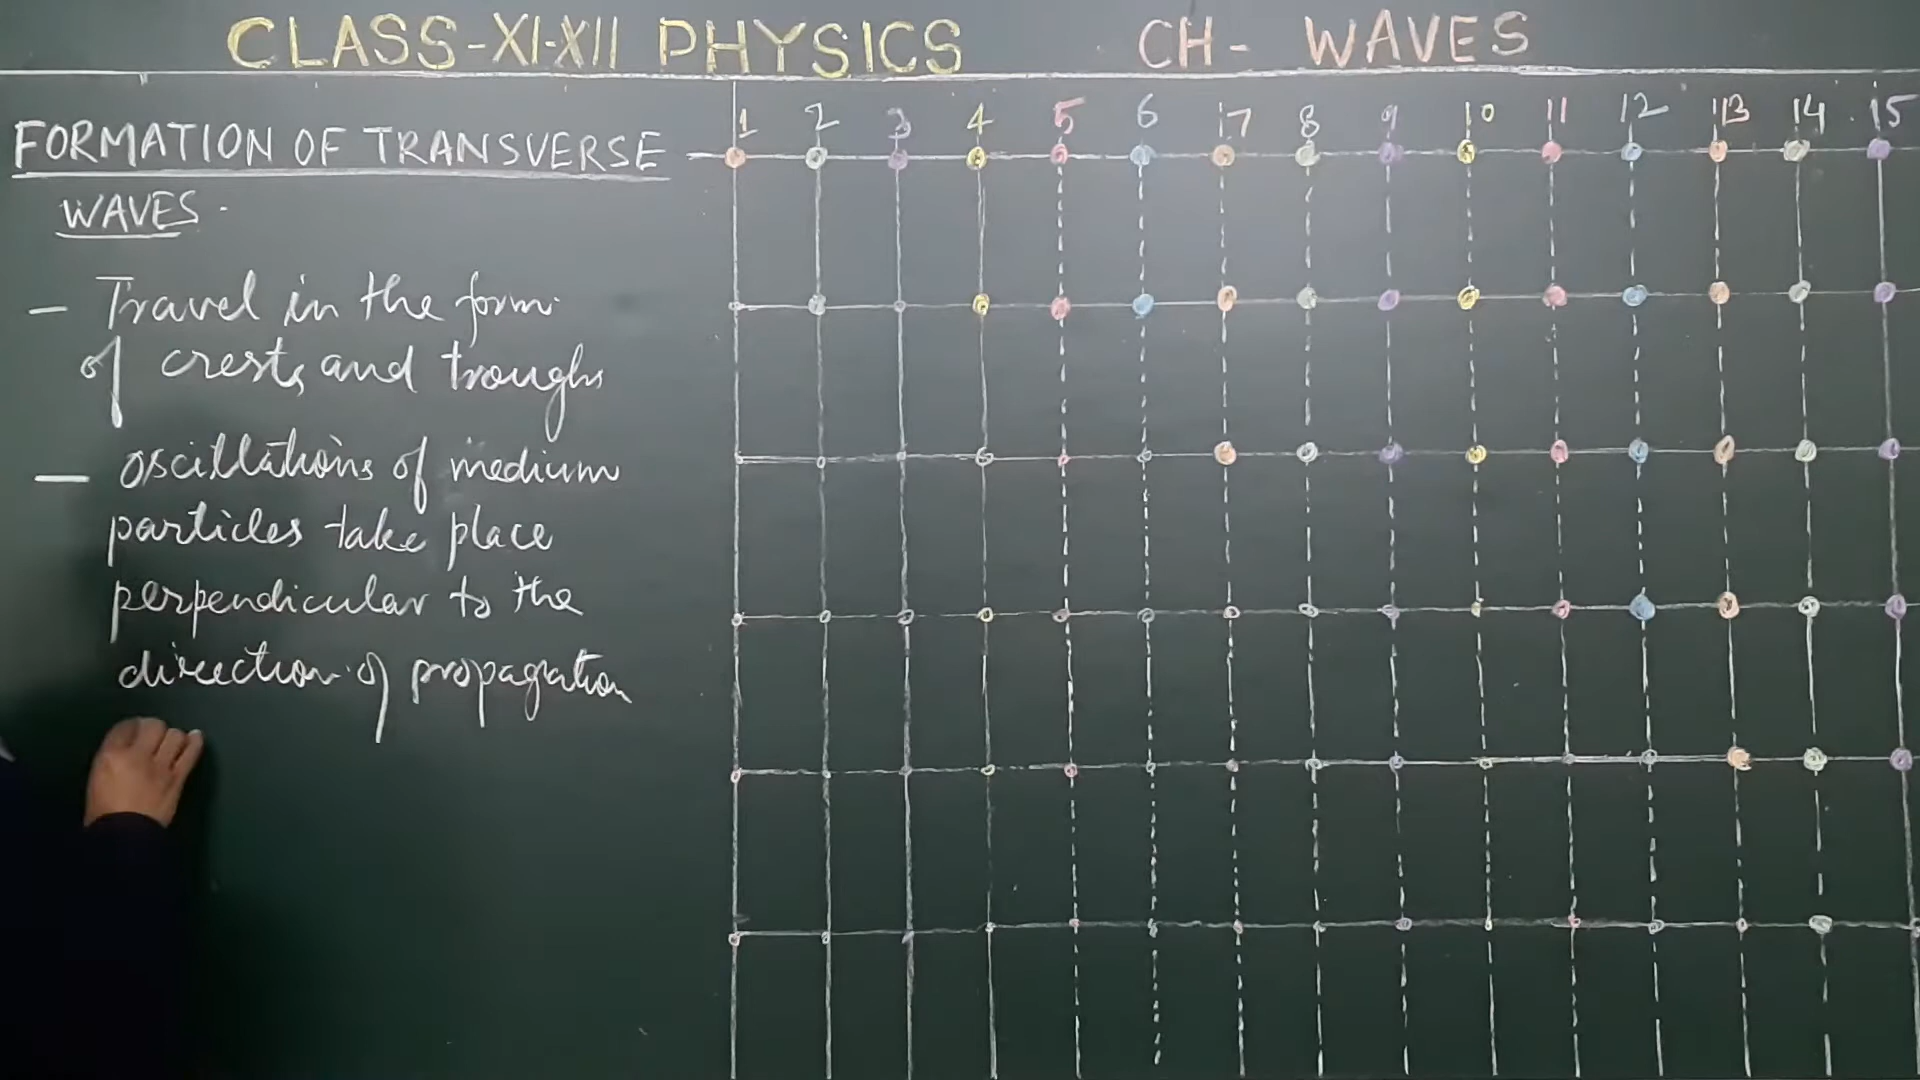 CLASS-XI-XII PHYSICS CH- WAVES
FORMATION OF TRANSVERSE
WAVES.
1 2 3 4 5 6 7 8 9 10 11 12 13 14 15
- Travel in the form
of crests and troughs
- oscillations of medium
particles take place
perpendicular to the
direction of propagation